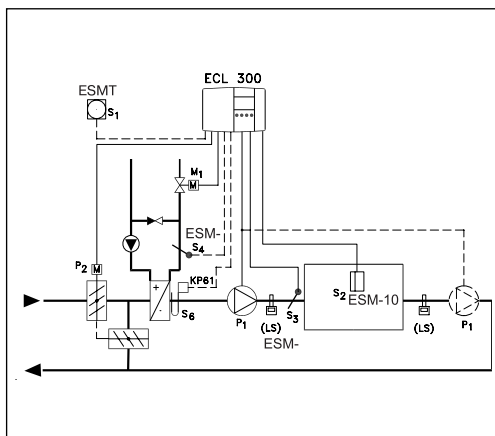 ECL 300
ESMT
S1
M1
M
ESM-
S4
P2 M
KP61
+
-
S6
P1
(LS)
S3
ESM-
S2
ESM-10
(LS)
P1